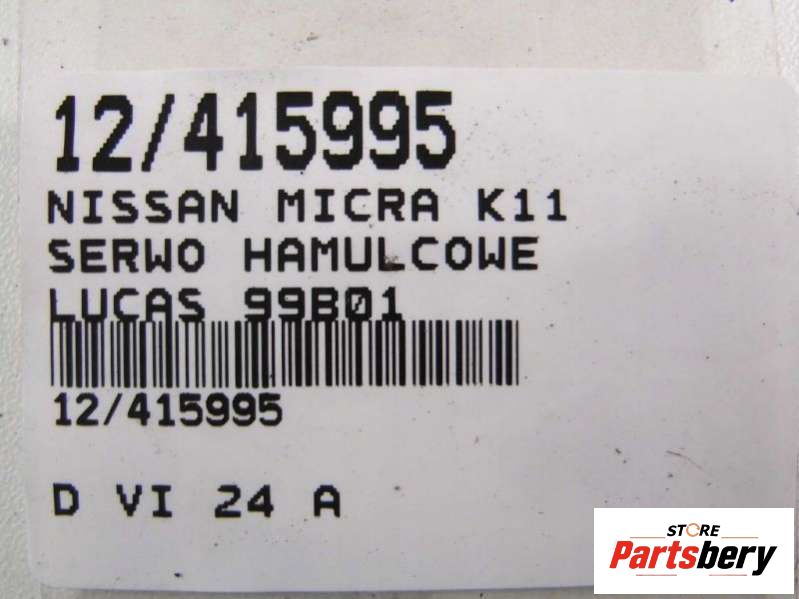 12/415995
NISSAN MICRA K11
SERWO HAMULCOWE
LUCAS 99B01
12/415995
D VI 24 A
STORE
Partsbery